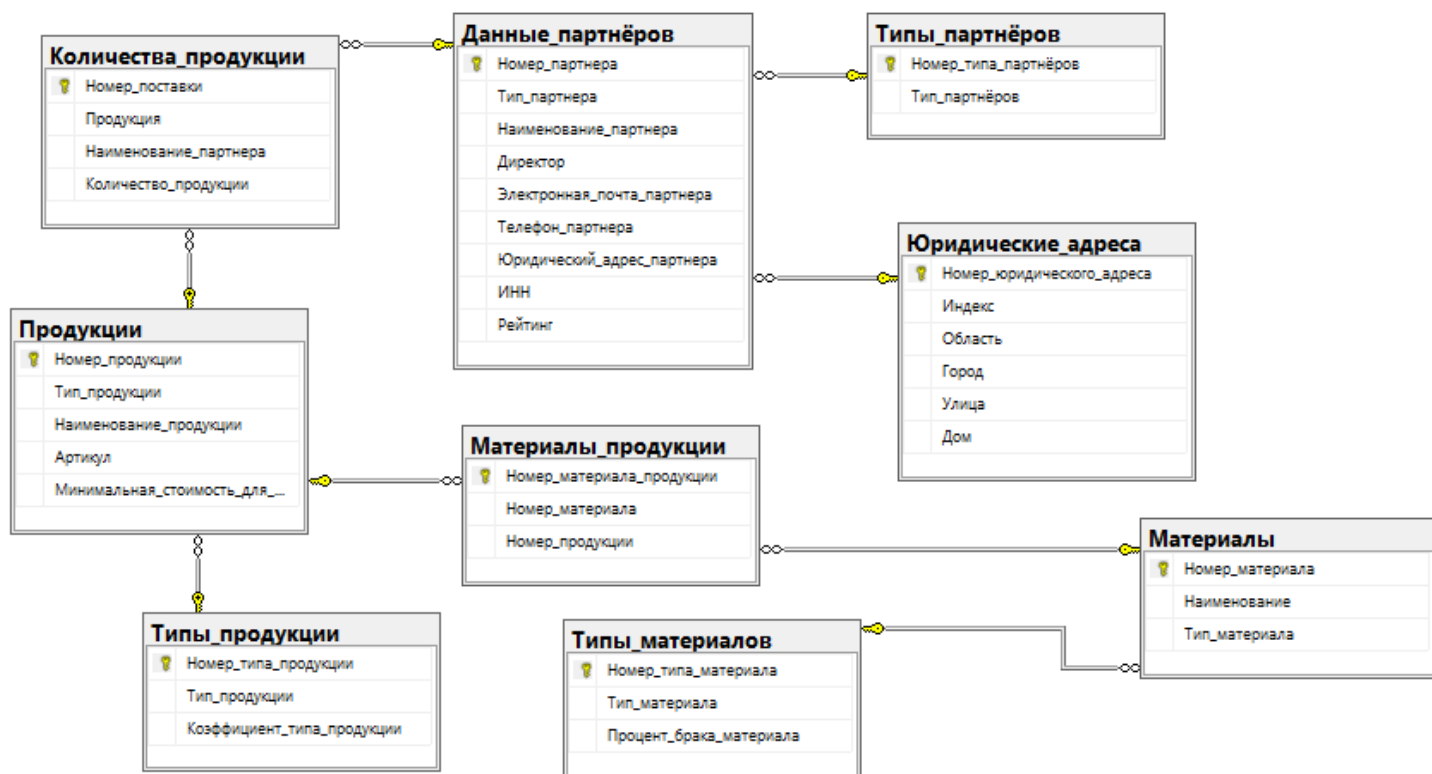 Количества_продукции
Номер_поставки
Продукция
Наименование_партнера
Количество_продукции
Данные_партнёров
Номер_партнера
Тип_партнера
Наименование_партнера
Директор
Электронная_почта_партнера
Телефон_партнера
Юридический_адрес_партнера
ИНН
Рейтинг
Типы_партнёров
Номер_типа_партнёров
Тип_партнёров
Юридические_адреса
Номер_юридического_адреса
Индекс
Область
Город
Улица
Дом
Продукции
Номер_продукции
Тип_продукции
Наименование_продукции
Артикул
Минимальная_стоимость_для_...
Материалы_продукции
Номер_материала_продукции
Номер_материала
Номер_продукции
Материалы
Номер_материала
Наименование
Тип_материала
Типы_продукции
Номер_типа_продукции
Тип_продукции
Коэффициент_типа_продукции
Типы_материалов
Номер_типа_материала
Тип_материала
Процент_брака_материала